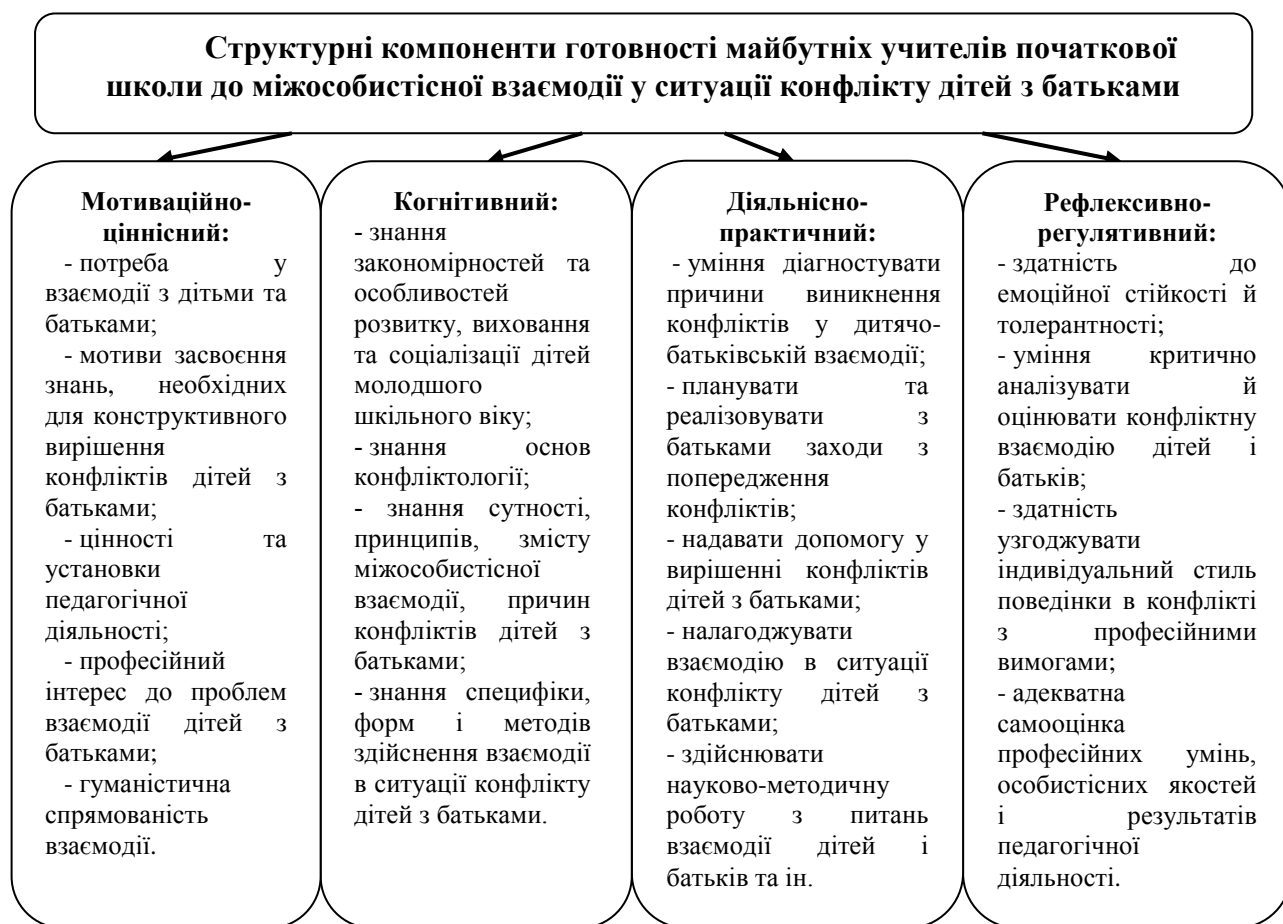 Структурні компоненти готовності майбутніх учителів початкової
школи до міжособистісної взаємодії у ситуації конфлікту дітей з батьками
Мотиваційно-
ціннісний:
- потреба у
взаємодії з дітьми та
батьками;
- мотиви засвоєння
знань, необхідних
для конструктивного
вирішення
конфліктів дітей з
батьками;
- цінності та
установки
педагогічної
діяльності;
- професійний
інтерес до проблем
взаємодії дітей з
батьками;
- гуманістична
спрямованість
взаємодії.
Когнітивний:
- знання
закономірностей та
особливостей
розвитку, виховання
та соціалізації дітей
молодшого
шкільного віку;
- знання основ
конфліктології;
- знання сутності,
принципів, змісту
міжособистісної
взаємодії, причин
конфліктів дітей з
батьками;
- знання специфіки,
форм і методів
здійснення взаємодії
в ситуації конфлікту
дітей з батьками.
Діяльнісно-
практичний:
- уміння діагностувати
причини виникнення
конфліктів у дитячо-
батьківській взаємодії;
- планувати та
реалізовувати з
батьками заходи з
попередження
конфліктів;
- надавати допомогу у
вирішенні конфліктів
дітей з батьками;
- налагоджувати
взаємодію в ситуації
конфлікту дітей з
батьками;
- здійснювати
науково-методичну
роботу з питань
взаємодії дітей і
батьків та ін.
Рефлексивно-
регулятивний:
- здатність до
емоційної стійкості й
толерантності;
- уміння критично
аналізувати й
оцінювати конфліктну
взаємодію дітей і
батьків;
- здатність
узгоджувати
індивідуальний стиль
поведінки в конфлікті
з професійними
вимогами;
- адекватна
самооцінка
професійних умінь,
особистісних якостей
і результатів
педагогічної
діяльності.